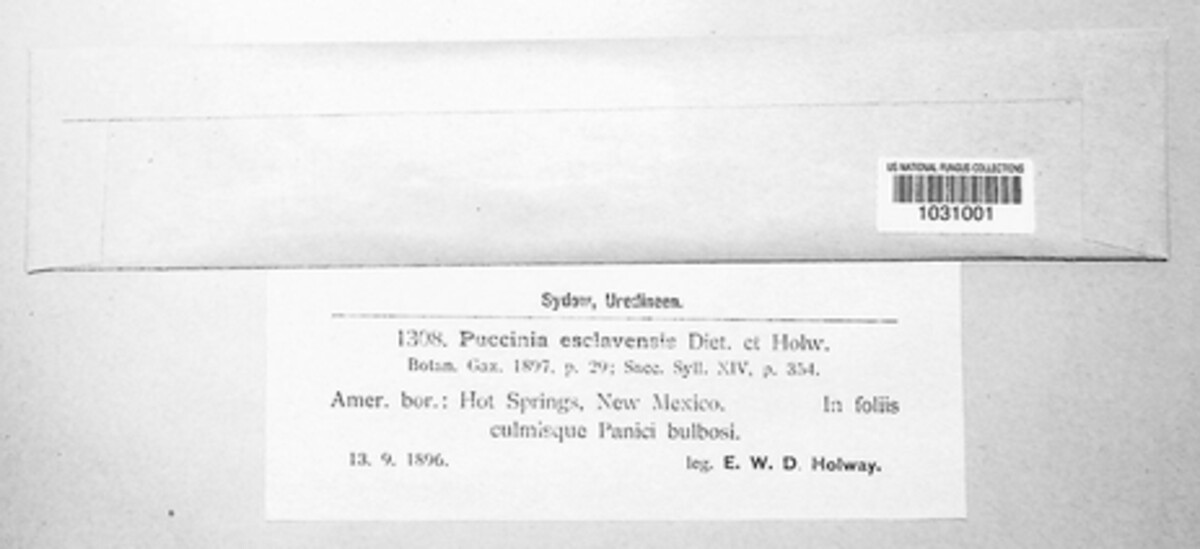 US NATIONAL FUNGUS COLLECTIONS
1031001
Sydow, Uredineen.
1308. Puccinia esclavensis Diet. et Holw.
Botan. Gaz. 1897, p. 29; Sacc. Syll. XIV, p. 354.
Amer. bor.: Hot Springs, New Mexico. In foliis
culmisque Panici bulbosi.
13. 9. 1896. leg. E. W. D. Holway.